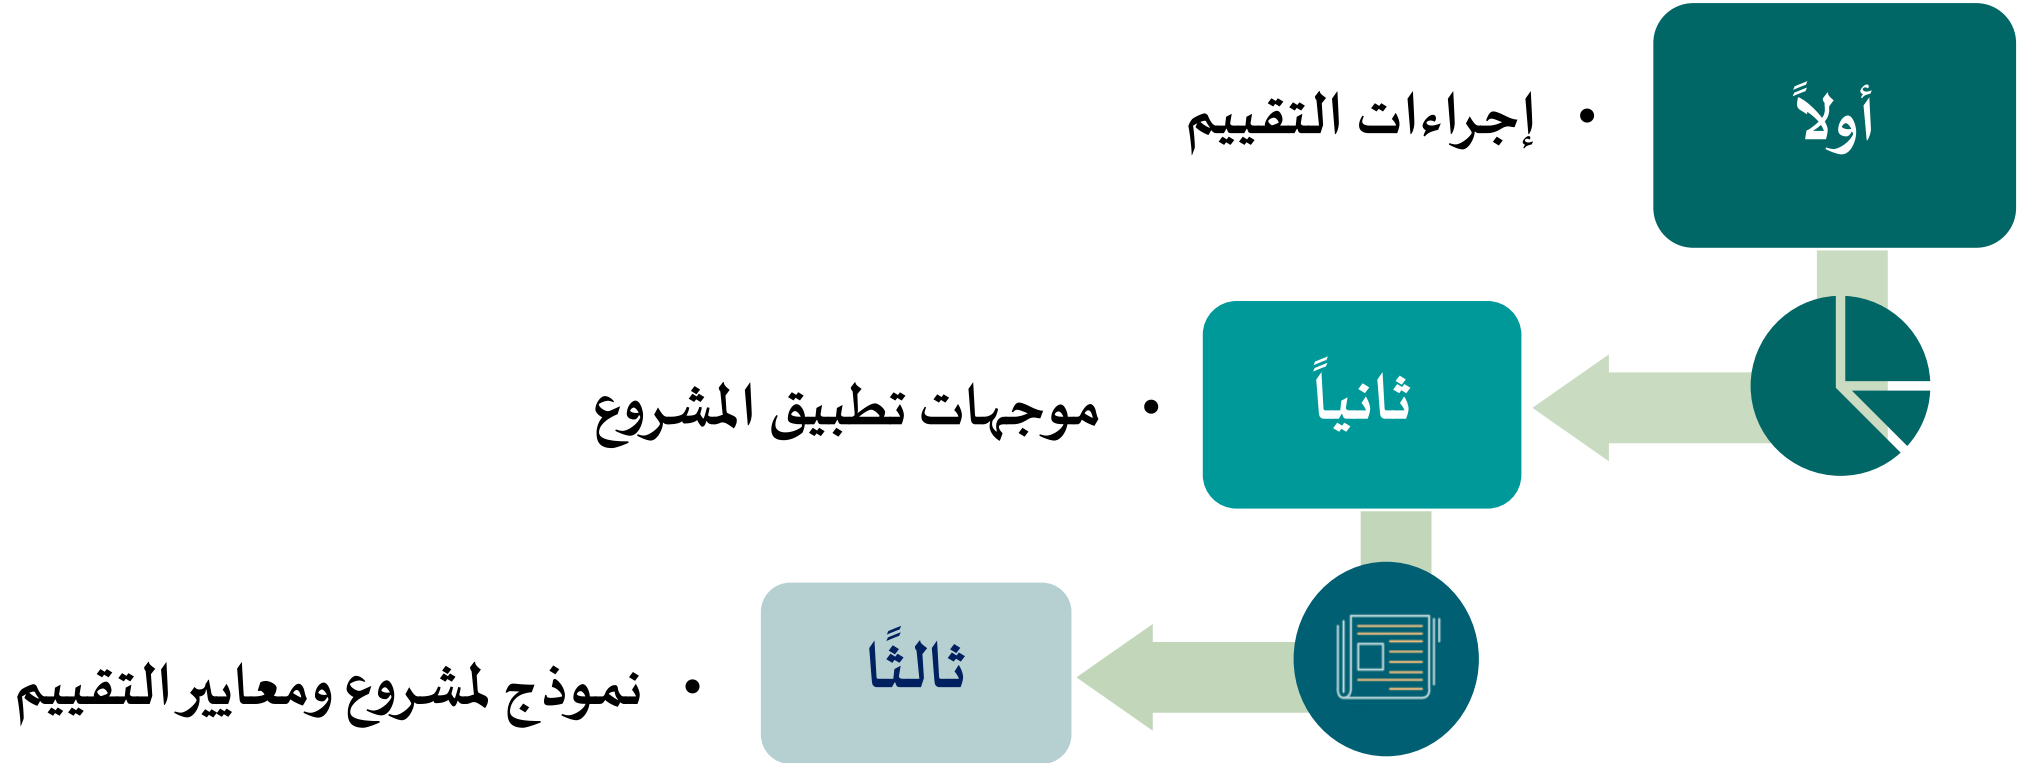 أولاً
• إجراءات التقييم
ثانياً
• موجهات تطبيق المشروع
ثالثًا
• نموذج لمشروع ومعايير التقييم